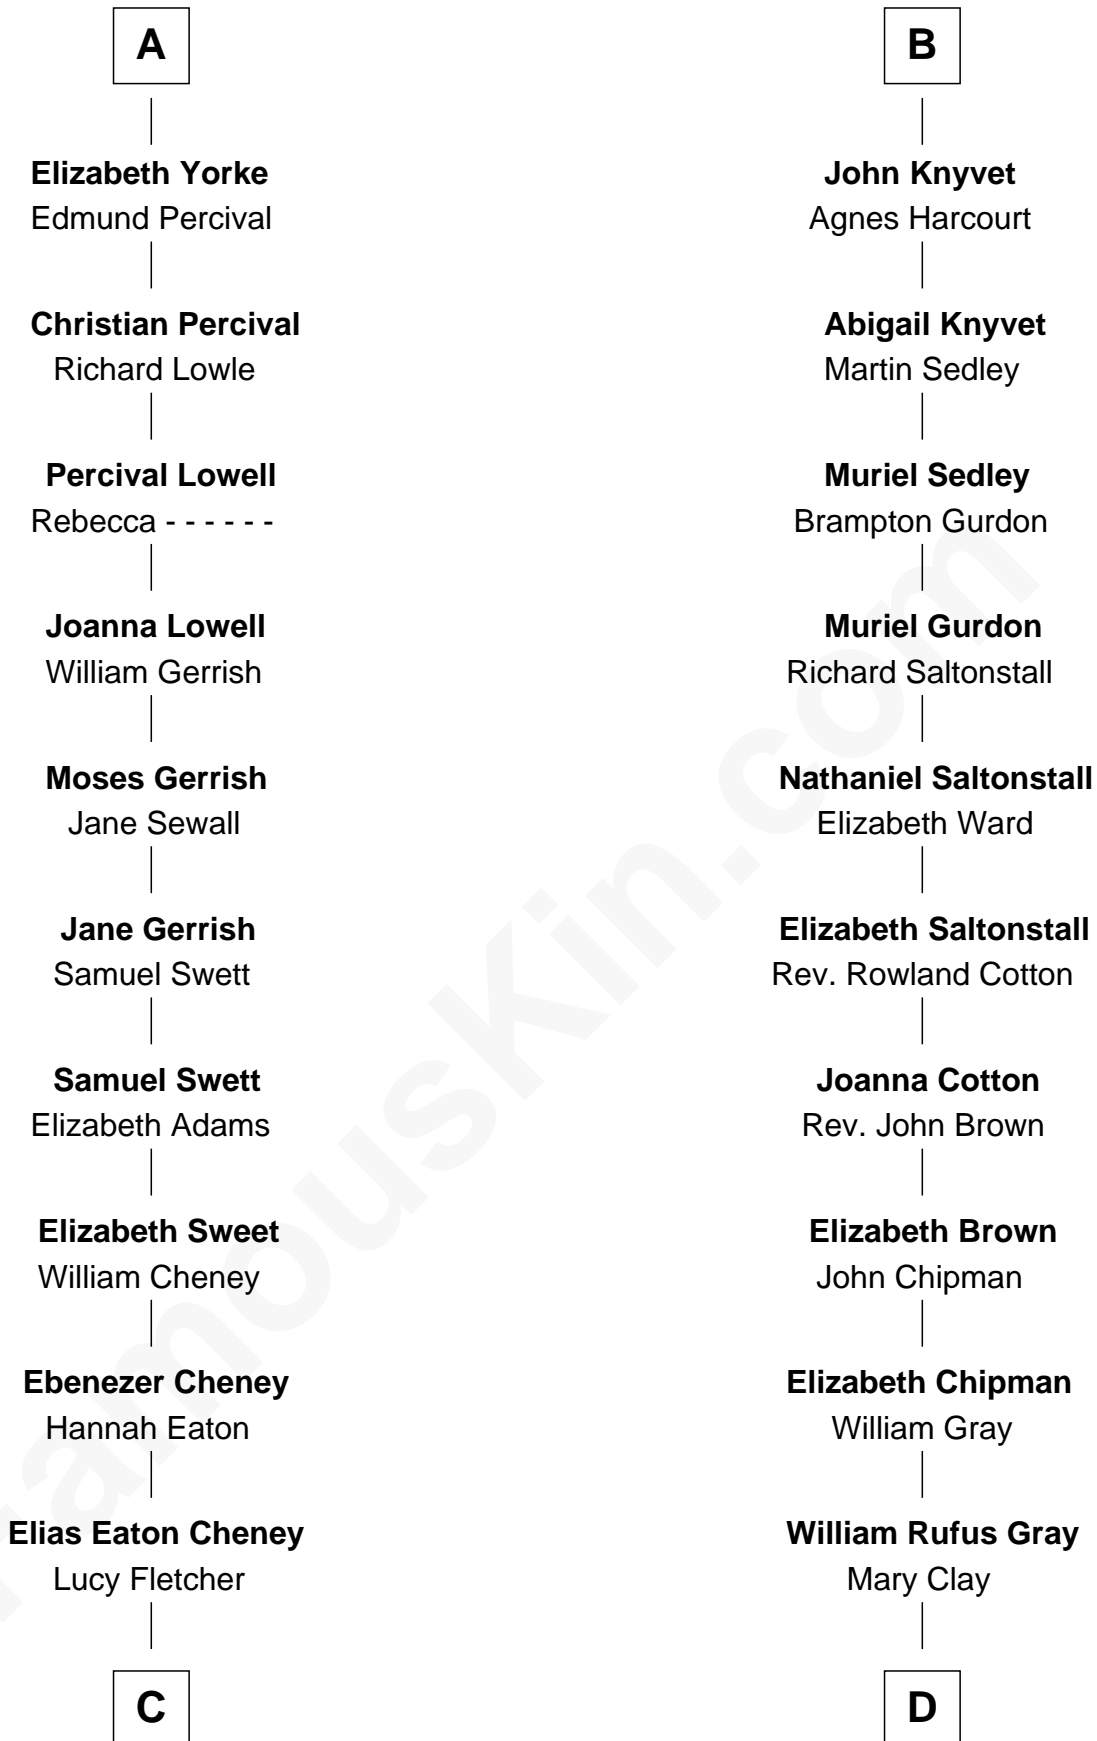 A
Elizabeth Yorke
Edmund Percival
Christian Percival
Richard Lowle
Percival Lowell
Rebecca - - - - - -
Joanna Lowell
William Gerrish
Moses Gerrish
Jane Sewall
Jane Gerrish
Samuel Swett
Samuel Swett
Elizabeth Adams
Elizabeth Sweet
William Cheney
Ebenezer Cheney
Hannah Eaton
Elias Eaton Cheney
Lucy Fletcher
C
B
John Knyvet
Agnes Harcourt
Abigail Knyvet
Martin Sedley
Muriel Sedley
Brampton Gurdon
Muriel Gurdon
Richard Saltonstall
Nathaniel Saltonstall
Elizabeth Ward
Elizabeth Saltonstall
Rev. Rowland Cotton
Joanna Cotton
Rev. John Brown
Elizabeth Brown
John Chipman
Elizabeth Chipman
William Gray
William Rufus Gray
Mary Clay
D
FamousKin.com